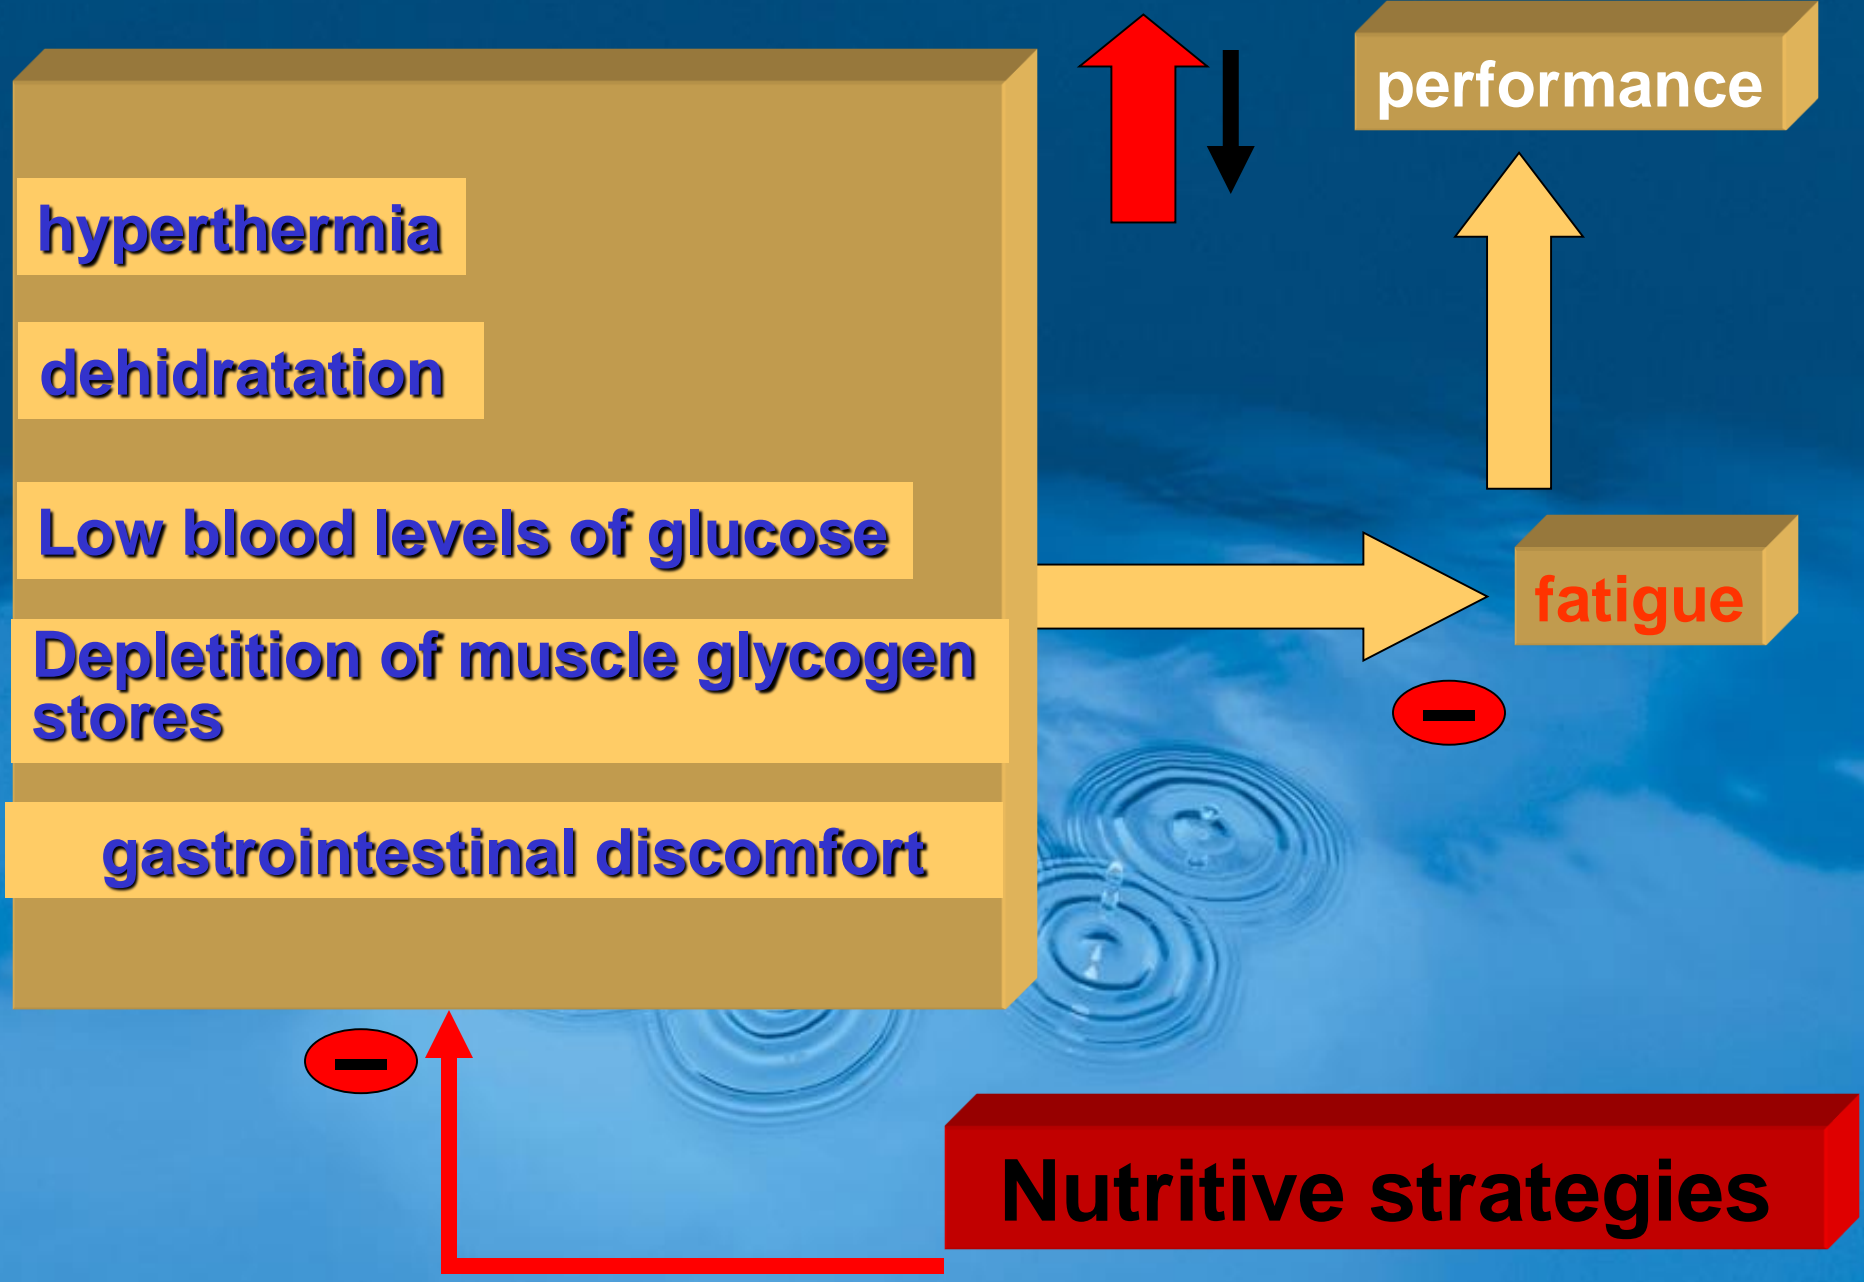 performance
hyperthermia
dehidratation
Low blood levels of glucose
Depletition of muscle glycogen
stores
gastrointestinal discomfort
fatigue
Nutritive strategies